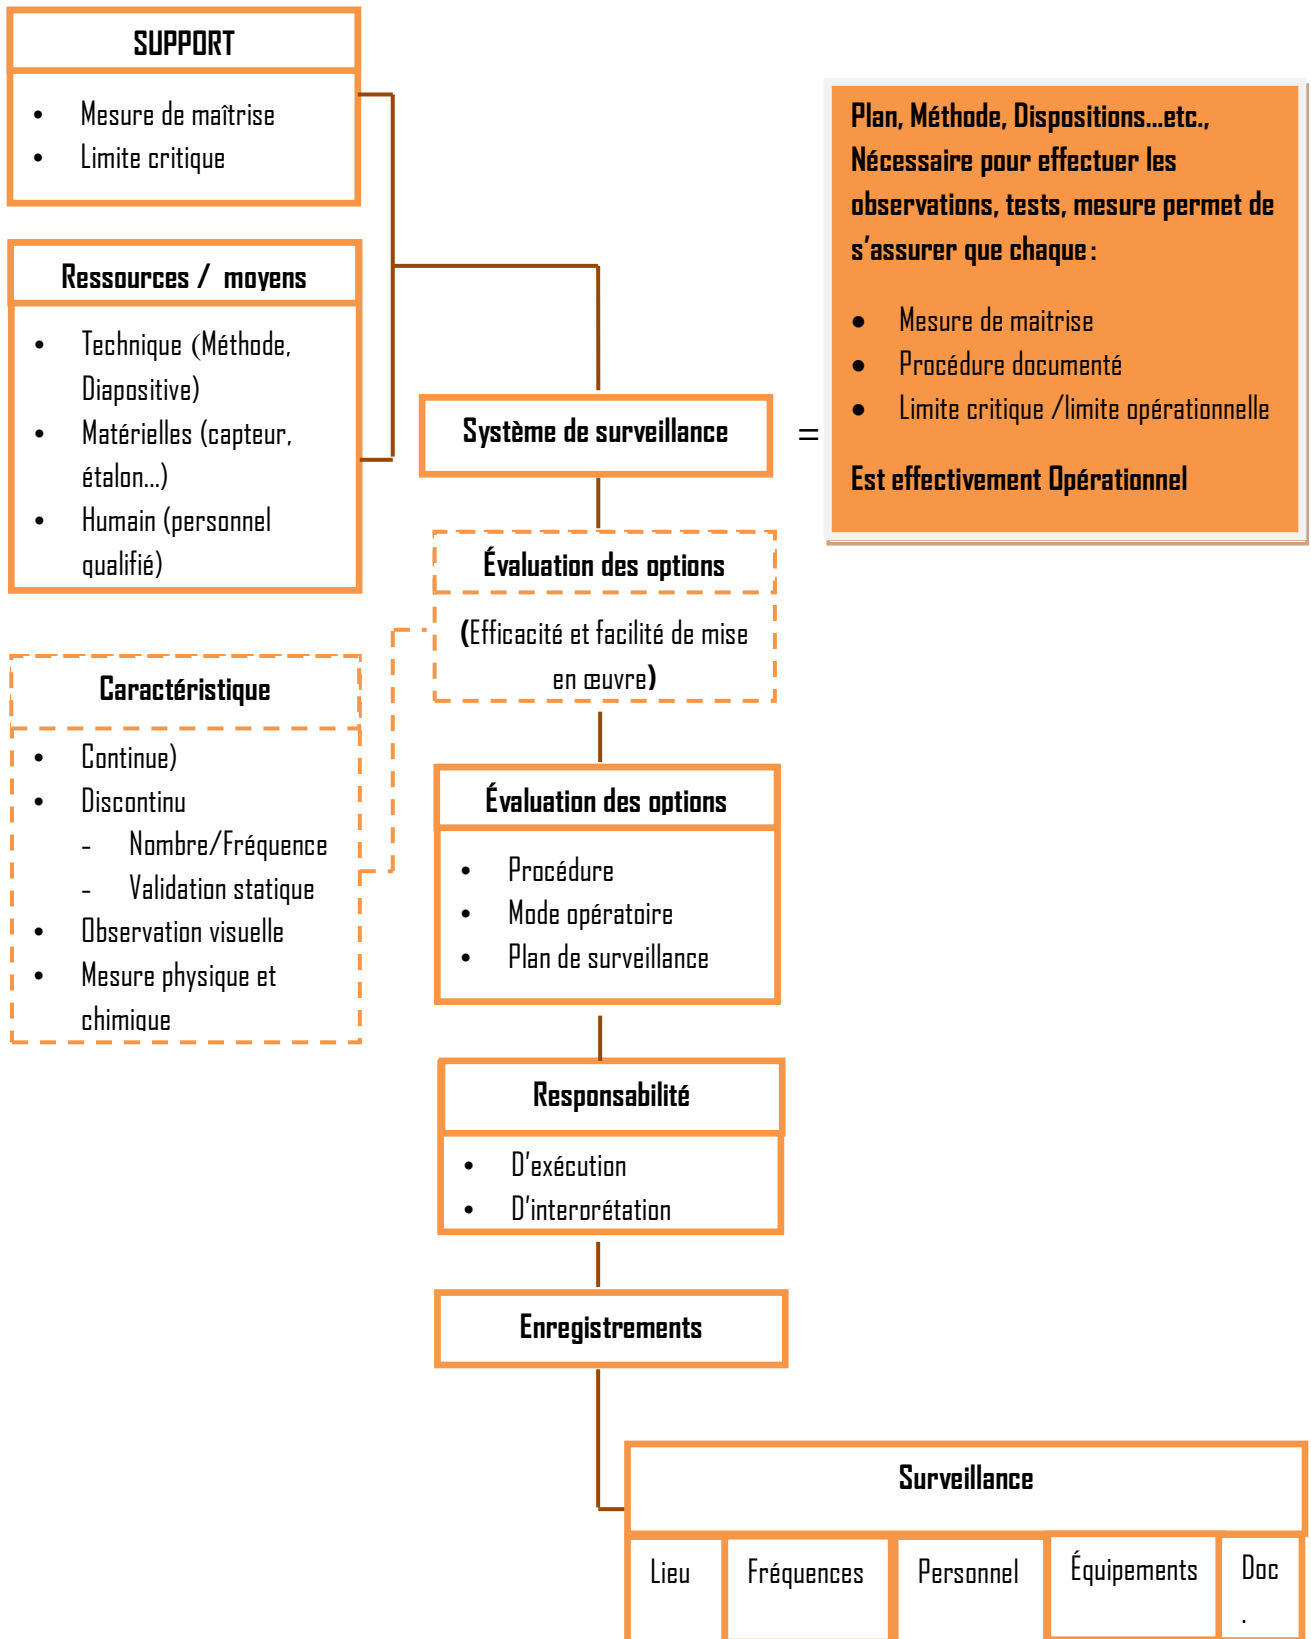 SUPPORT
• Mesure de maîtrise
• Limite critique
Ressources / moyens
• Technique (Méthode,
Diapositive)
• Matérielles (capteur,
étalon...)
• Humain (personnel
qualifié)
Système de surveillance
=
Plan, Méthode, Dispositions...etc.,
Nécessaire pour effectuer les
observations, tests, mesure permet de
s'assurer que chaque :
• Mesure de maitrise
• Procédure documenté
• Limite critique /limite opérationnelle
Est effectivement Opérationnel
Évaluation des options
(Efficacité et facilité de mise
en œuvre)
Caractéristique
• Continue)
• Discontinu
- Nombre/Fréquence
- Validation statique
• Observation visuelle
• Mesure physique et
chimique
Évaluation des options
• Procédure
• Mode opératoire
• Plan de surveillance
Responsabilité
• D'exécution
• D'interprétation
Enregistrements
Surveillance
Lieu Fréquences Personnel Équipements Doc
.